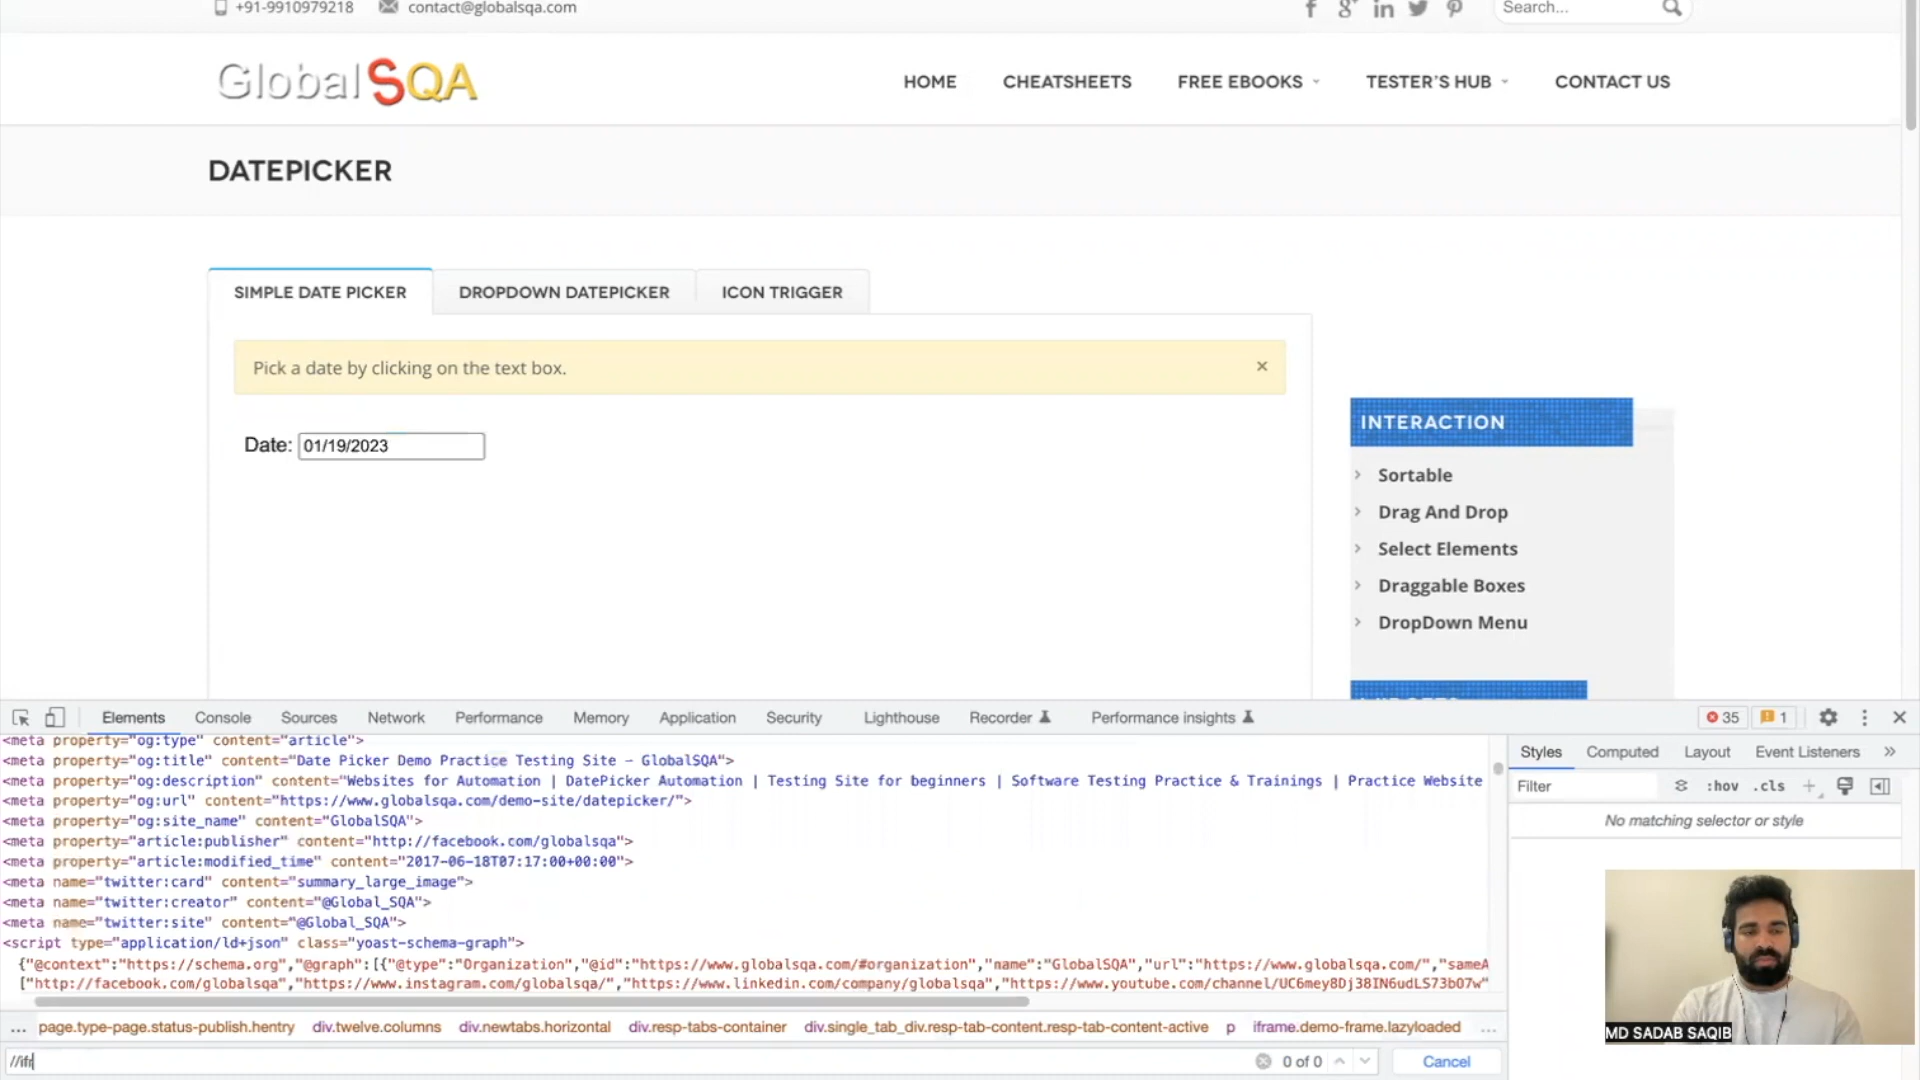 +91-9910979218 contact@globalsqa.com
Search...
GlobalSQA
HOME CHEATSHEETS FREE EBOOKS TESTER'S HUB CONTACT US
DATEPICKER
SIMPLE DATE PICKER DROPDOWN DATEPICKER ICON TRIGGER
Pick a date by clicking on the text box. ×
Date: 01/19/2023
INTERACTION
Sortable
Drag And Drop
Select Elements
Draggable Boxes
DropDown Menu
Elements Console Sources Network Performance Memory Application Security Lighthouse Recorder Performance insights 35 1
<meta property="og:type" content="article">
<meta property="og:title" content="Date Picker Demo Practice Testing Site - GlobalSQA">
<meta property="og:description" content="Websites for Automation | DatePicker Automation | Testing Site for beginners | Software Testing Practice & Trainings | Practice Website
<meta property="og:url" content="https://www.globalsqa.com/demo-site/datepicker/">
<meta property="og:site_name" content="GlobalSQA">
<meta property="article:publisher" content="http://facebook.com/globalsqa">
<meta property="article:modified_time" content="2017-06-18T07:17:00+00:00">
<meta name="twitter:card" content="summary_large_image">
<meta name="twitter:creator" content="@Global_SQA">
<meta name="twitter:site" content="@Global_SQA">
<script type="application/ld+json" class="yoast-schema-graph">
{"@context":"https://schema.org","@graph":[{"@type":"Organization","@id":"https://www.globalsqa.com/#organization","name":"GlobalSQA","url":"https://www.globalsqa.com/","sameA
["http://facebook.com/globalsqa","https://www.instagram.com/globalsqa/","https://www.linkedin.com/company/globalsqa","https://www.youtube.com/channel/UC6mey8Dj38IN6udLS73bO7w"
... page.type-page.status-publish.hentry div.twelve.columns div.newtabs.horizontal div.resp-tabs-container div.single_tab_div.resp-tab-content.resp-tab-content-active p iframe.demo-frame.lazyloaded ...
//ifr 0 of 0 Cancel
Styles Computed Layout Event Listeners »
Filter :hov .cls +
No matching selector or style
MD SADAB SAQIB